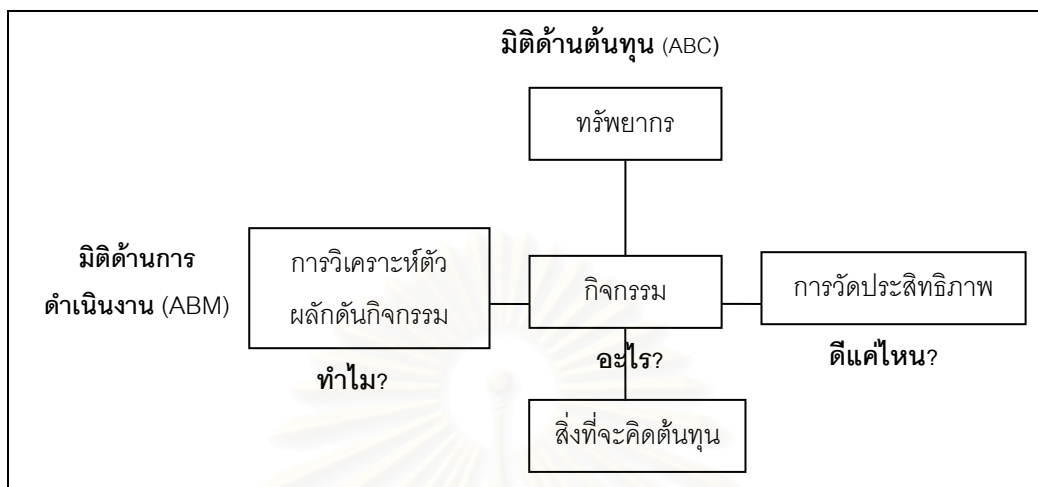 มิติด้านต้นทุน (ABC)
ทรัพยากร
มิติด้านการ
ดำเนินงาน (ABM)
การวิเคราะห์ตัว
ผลักดันกิจกรรม
ทำไม?
กิจกรรม
อะไร?
การวัดประสิทธิภาพ
ดีแค่ไหน?
สิ่งที่จะคิดต้นทุน